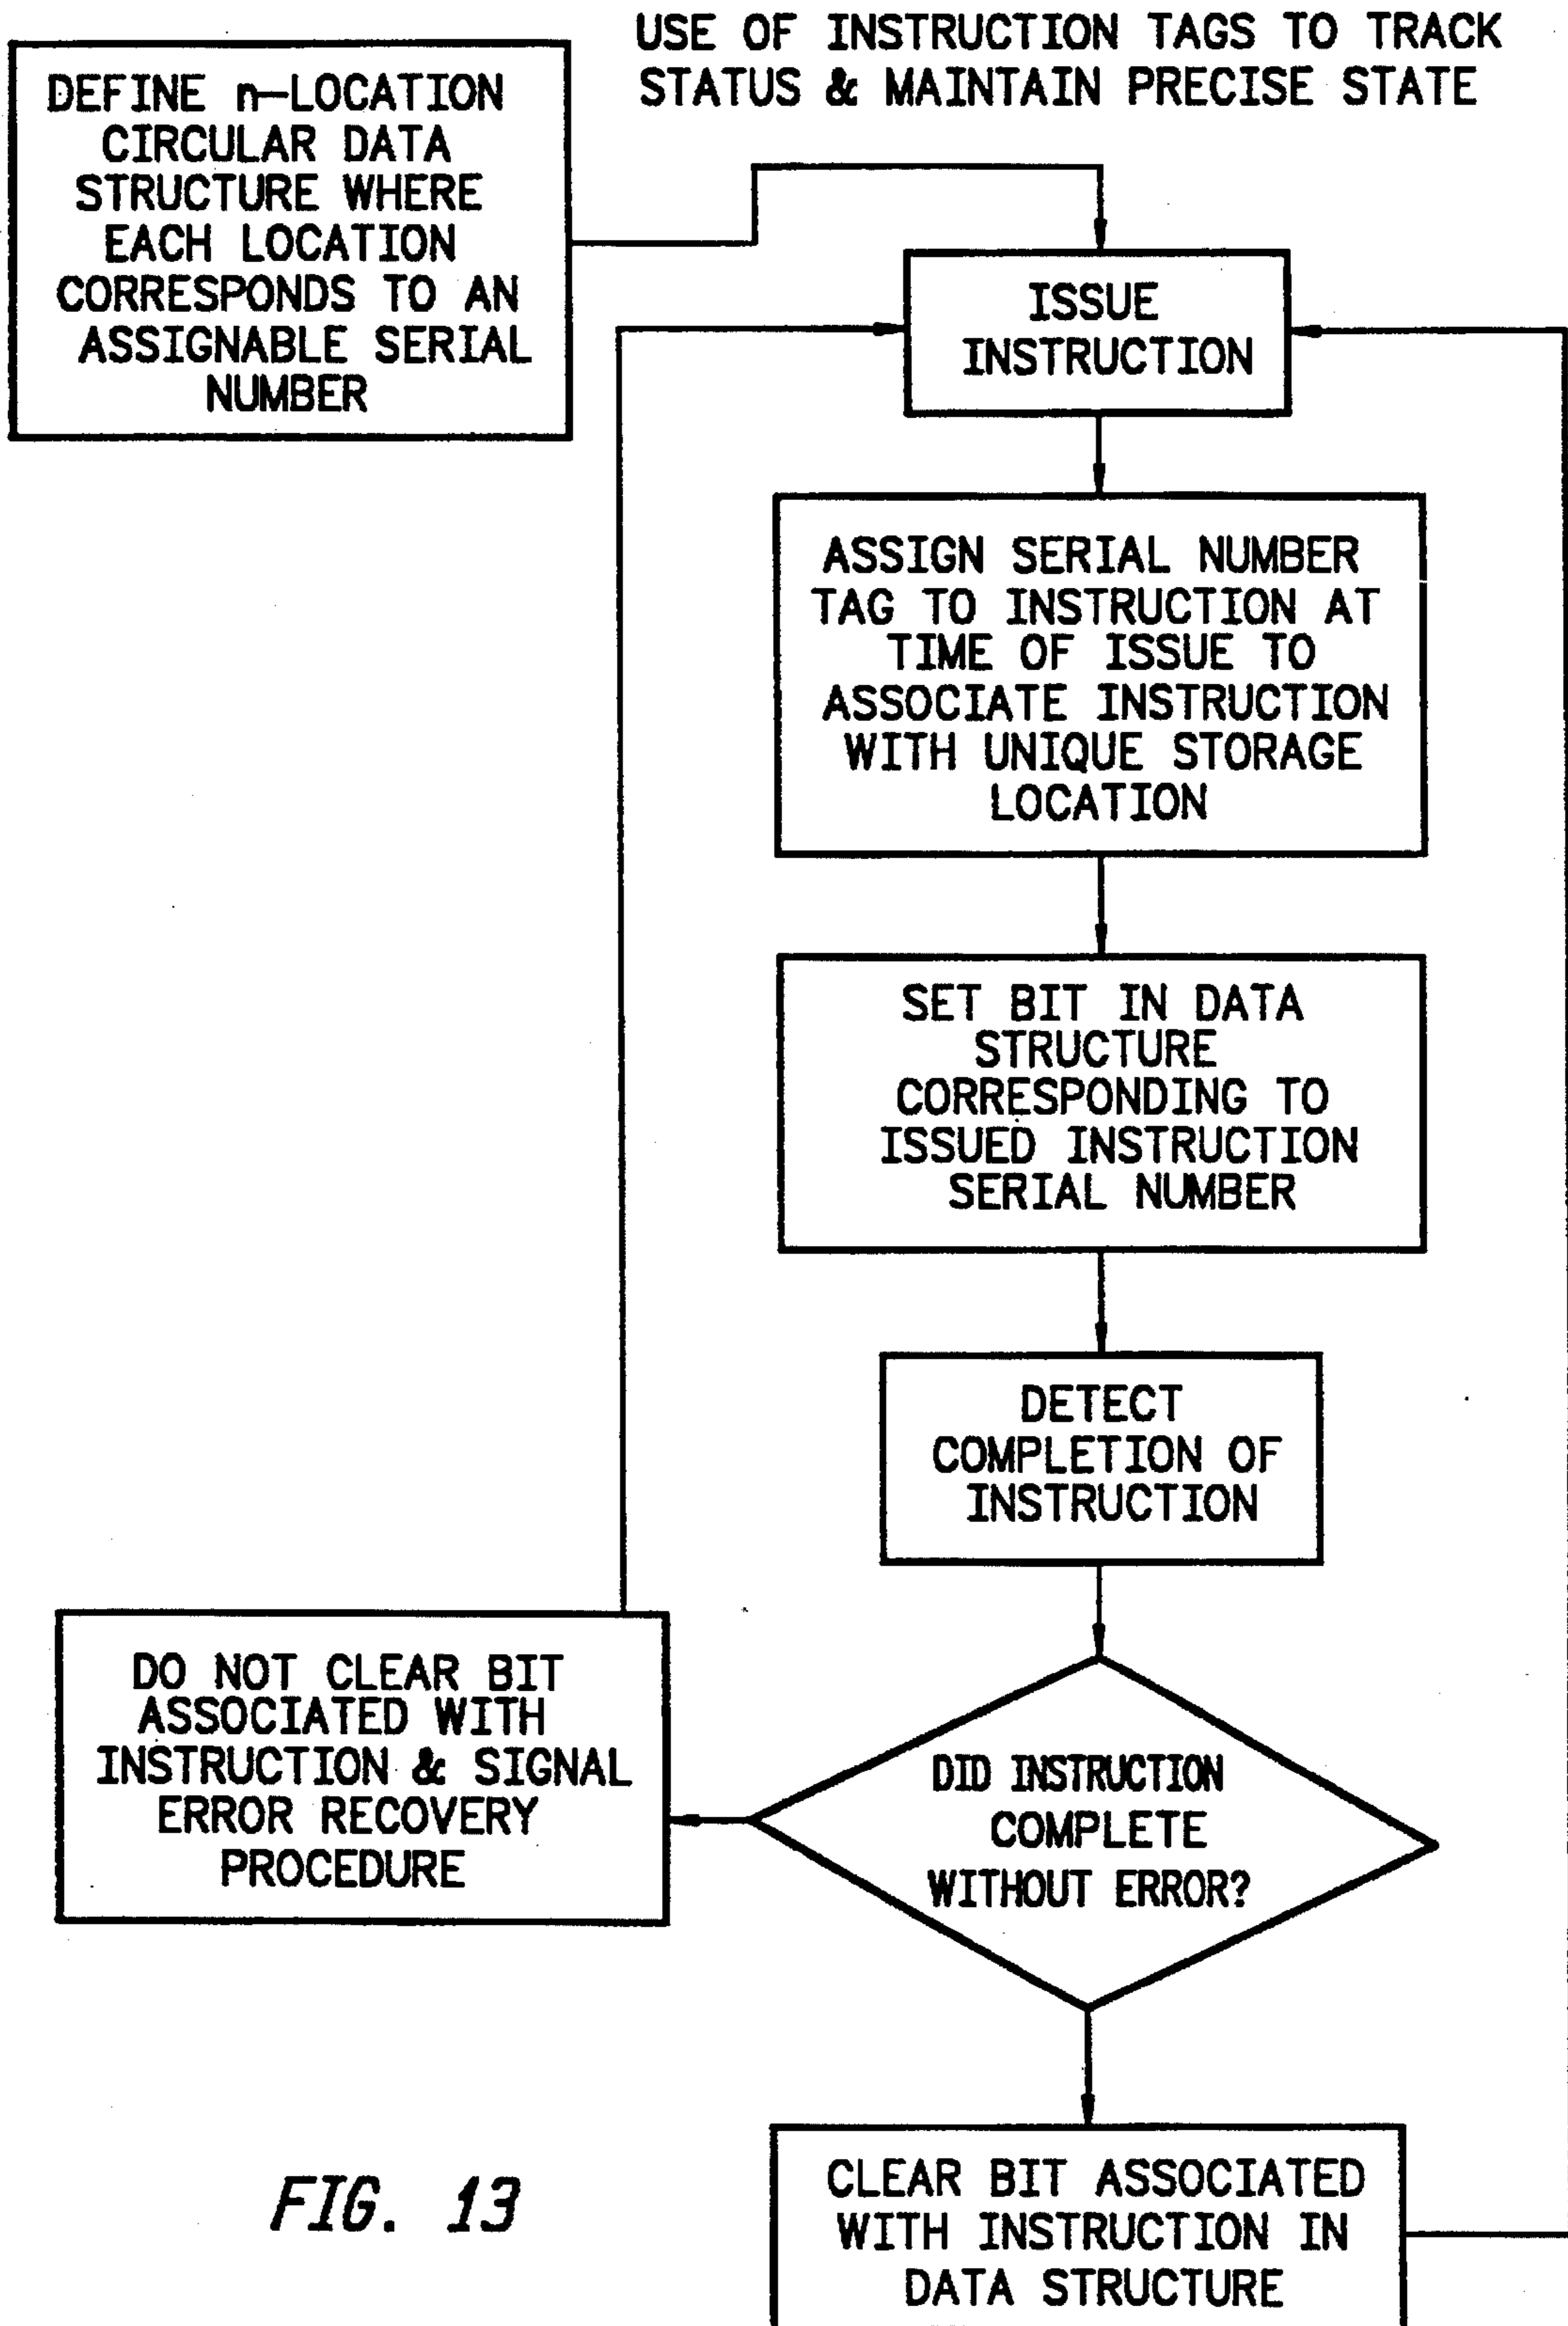 USE OF INSTRUCTION TAGS TO TRACK
STATUS & MAINTAIN PRECISE STATE
DEFINE n-LOCATION
CIRCULAR DATA
STRUCTURE WHERE
EACH LOCATION
CORRESPONDS TO AN
ASSIGNABLE SERIAL
NUMBER
ISSUE
INSTRUCTION
ASSIGN SERIAL NUMBER
TAG TO INSTRUCTION AT
TIME OF ISSUE TO
ASSOCIATE INSTRUCTION
WITH UNIQUE STORAGE
LOCATION
SET BIT IN DATA
STRUCTURE
CORRESPONDING TO
ISSUED INSTRUCTION
SERIAL NUMBER
DETECT
COMPLETION OF
INSTRUCTION
DID INSTRUCTION
COMPLETE
WITHOUT ERROR?
DO NOT CLEAR BIT
ASSOCIATED WITH
INSTRUCTION & SIGNAL
ERROR RECOVERY
PROCEDURE
CLEAR BIT ASSOCIATED
WITH INSTRUCTION IN
DATA STRUCTURE
FIG. 13